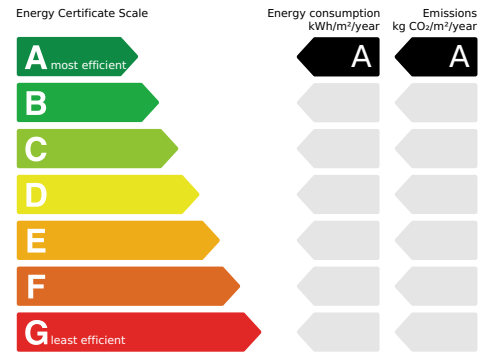 Energy Certificate Scale
Energy consumption
kWh/m²/year
Emissions
kg CO₂/m²/year
A most efficient
A
A
B
C
D
E
F
G least efficient